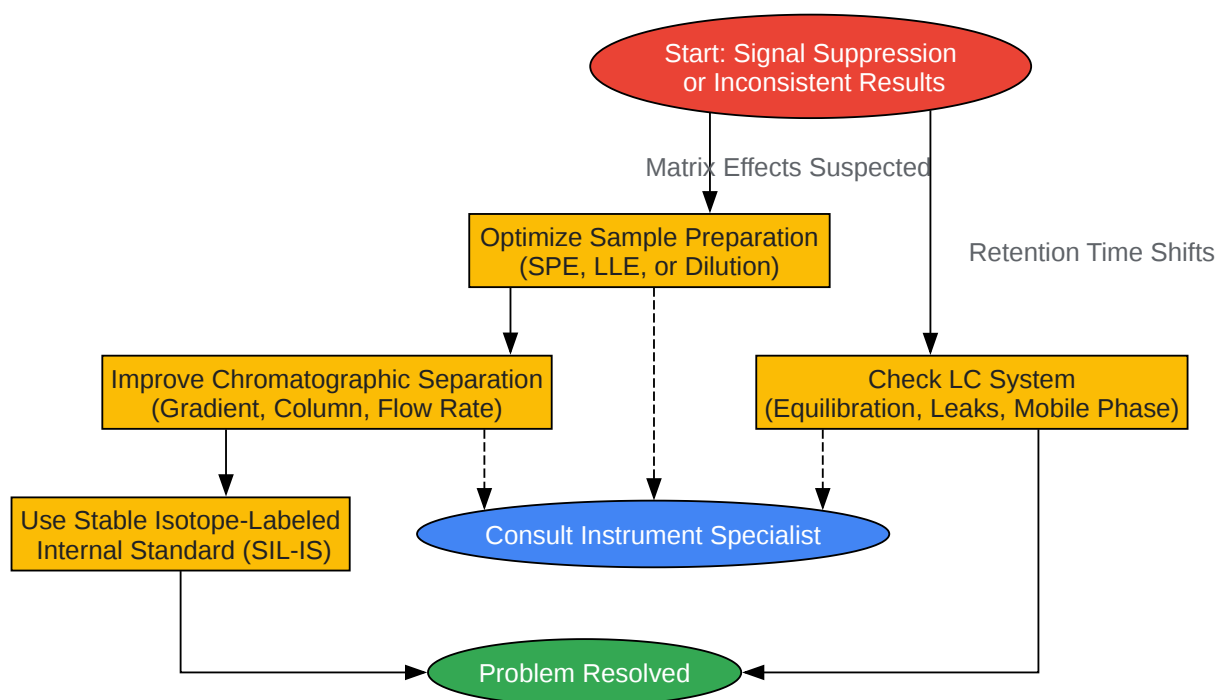 Start: Signal Suppression
or Inconsistent Results
Matrix Effects Suspected
Optimize Sample Preparation
(SPE, LLE, or Dilution)
Retention Time Shifts
Improve Chromatographic Separation
(Gradient, Column, Flow Rate)
Check LC System
(Equilibration, Leaks, Mobile Phase)
Use Stable Isotope-Labeled
Internal Standard (SIL-IS)
Consult Instrument Specialist
Problem Resolved